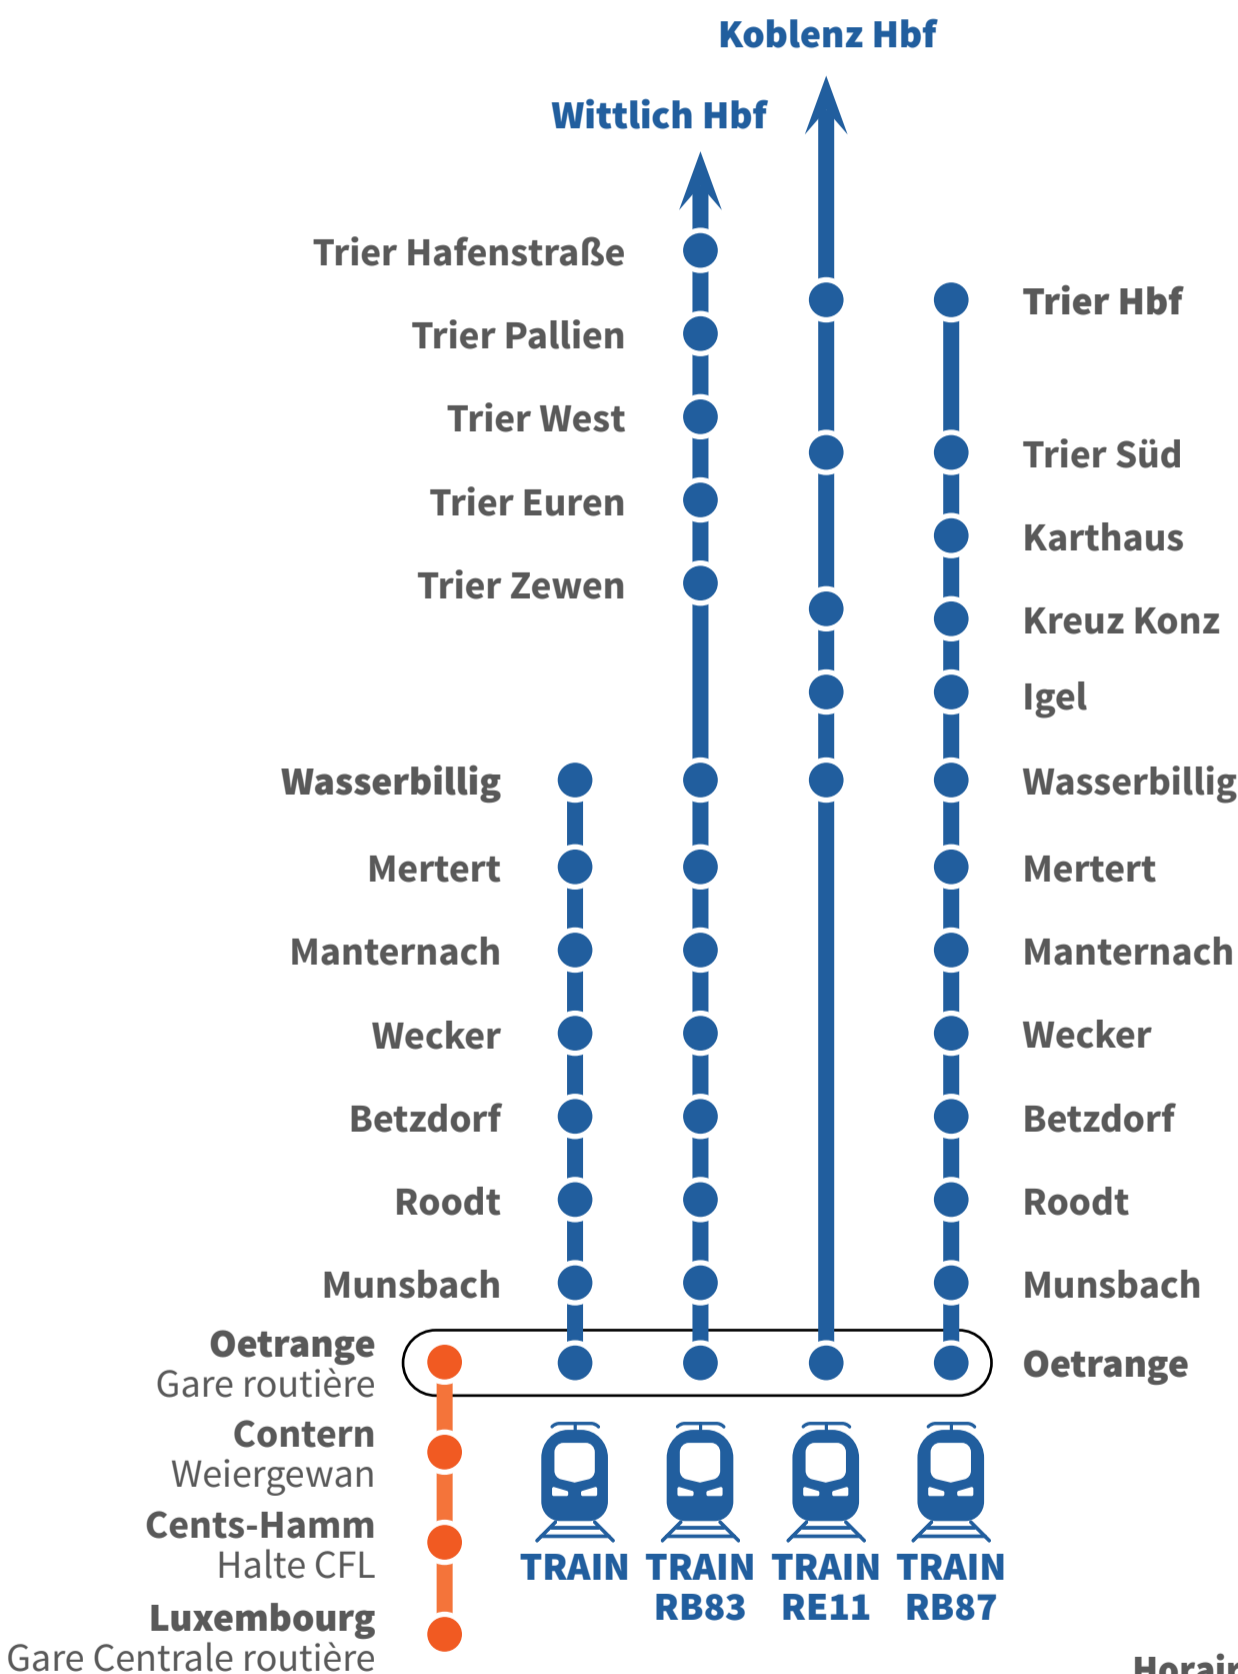 Koblenz Hbf
Wittlich Hbf
Trier Hafenstraße
Trier Pallien
Trier West
Trier Euren
Trier Zewen
Wasserbillig
Mertert
Manternach
Wecker
Betzdorf
Roodt
Munsbach
Oetrange
Gare routière
Contern
Weiergewan
Cents-Hamm
Halte CFL
Luxembourg
Gare Centrale routière
Trier Hbf
Trier Süd
Karthaus
Kreuz Konz
Igel
Wasserbillig
Mertert
Manternach
Wecker
Betzdorf
Roodt
Munsbach
Oetrange
TRAIN
TRAIN
RB83
TRAIN
RE11
TRAIN
RB87